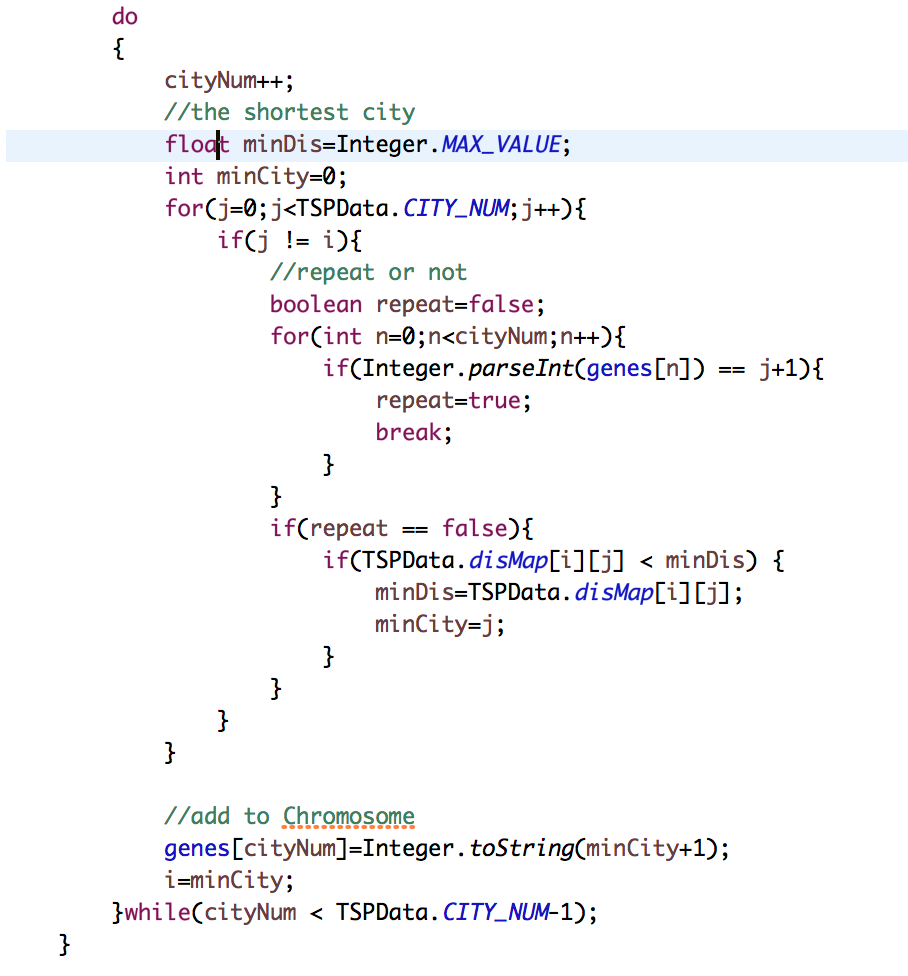 do
{
cityNum++;
//the shortest city
float minDis=Integer.MAX_VALUE;
int minCity=0;
for(j=0;j<TSPData.CITY_NUM;j++){
if(j != i){
//repeat or not
boolean repeat=false;
for(int n=0;n<cityNum;n++){
if(Integer.parseInt(genes[n]) == j+1){
repeat=true;
break;
}
}
if(repeat == false){
if(TSPData.disMap[i][j] < minDis) {
minDis=TSPData.disMap[i][j];
minCity=j;
}
}
}
}
//add to Chromosome
genes[cityNum]=Integer.toString(minCity+1);
i=minCity;
}while(cityNum < TSPData.CITY_NUM-1);
}